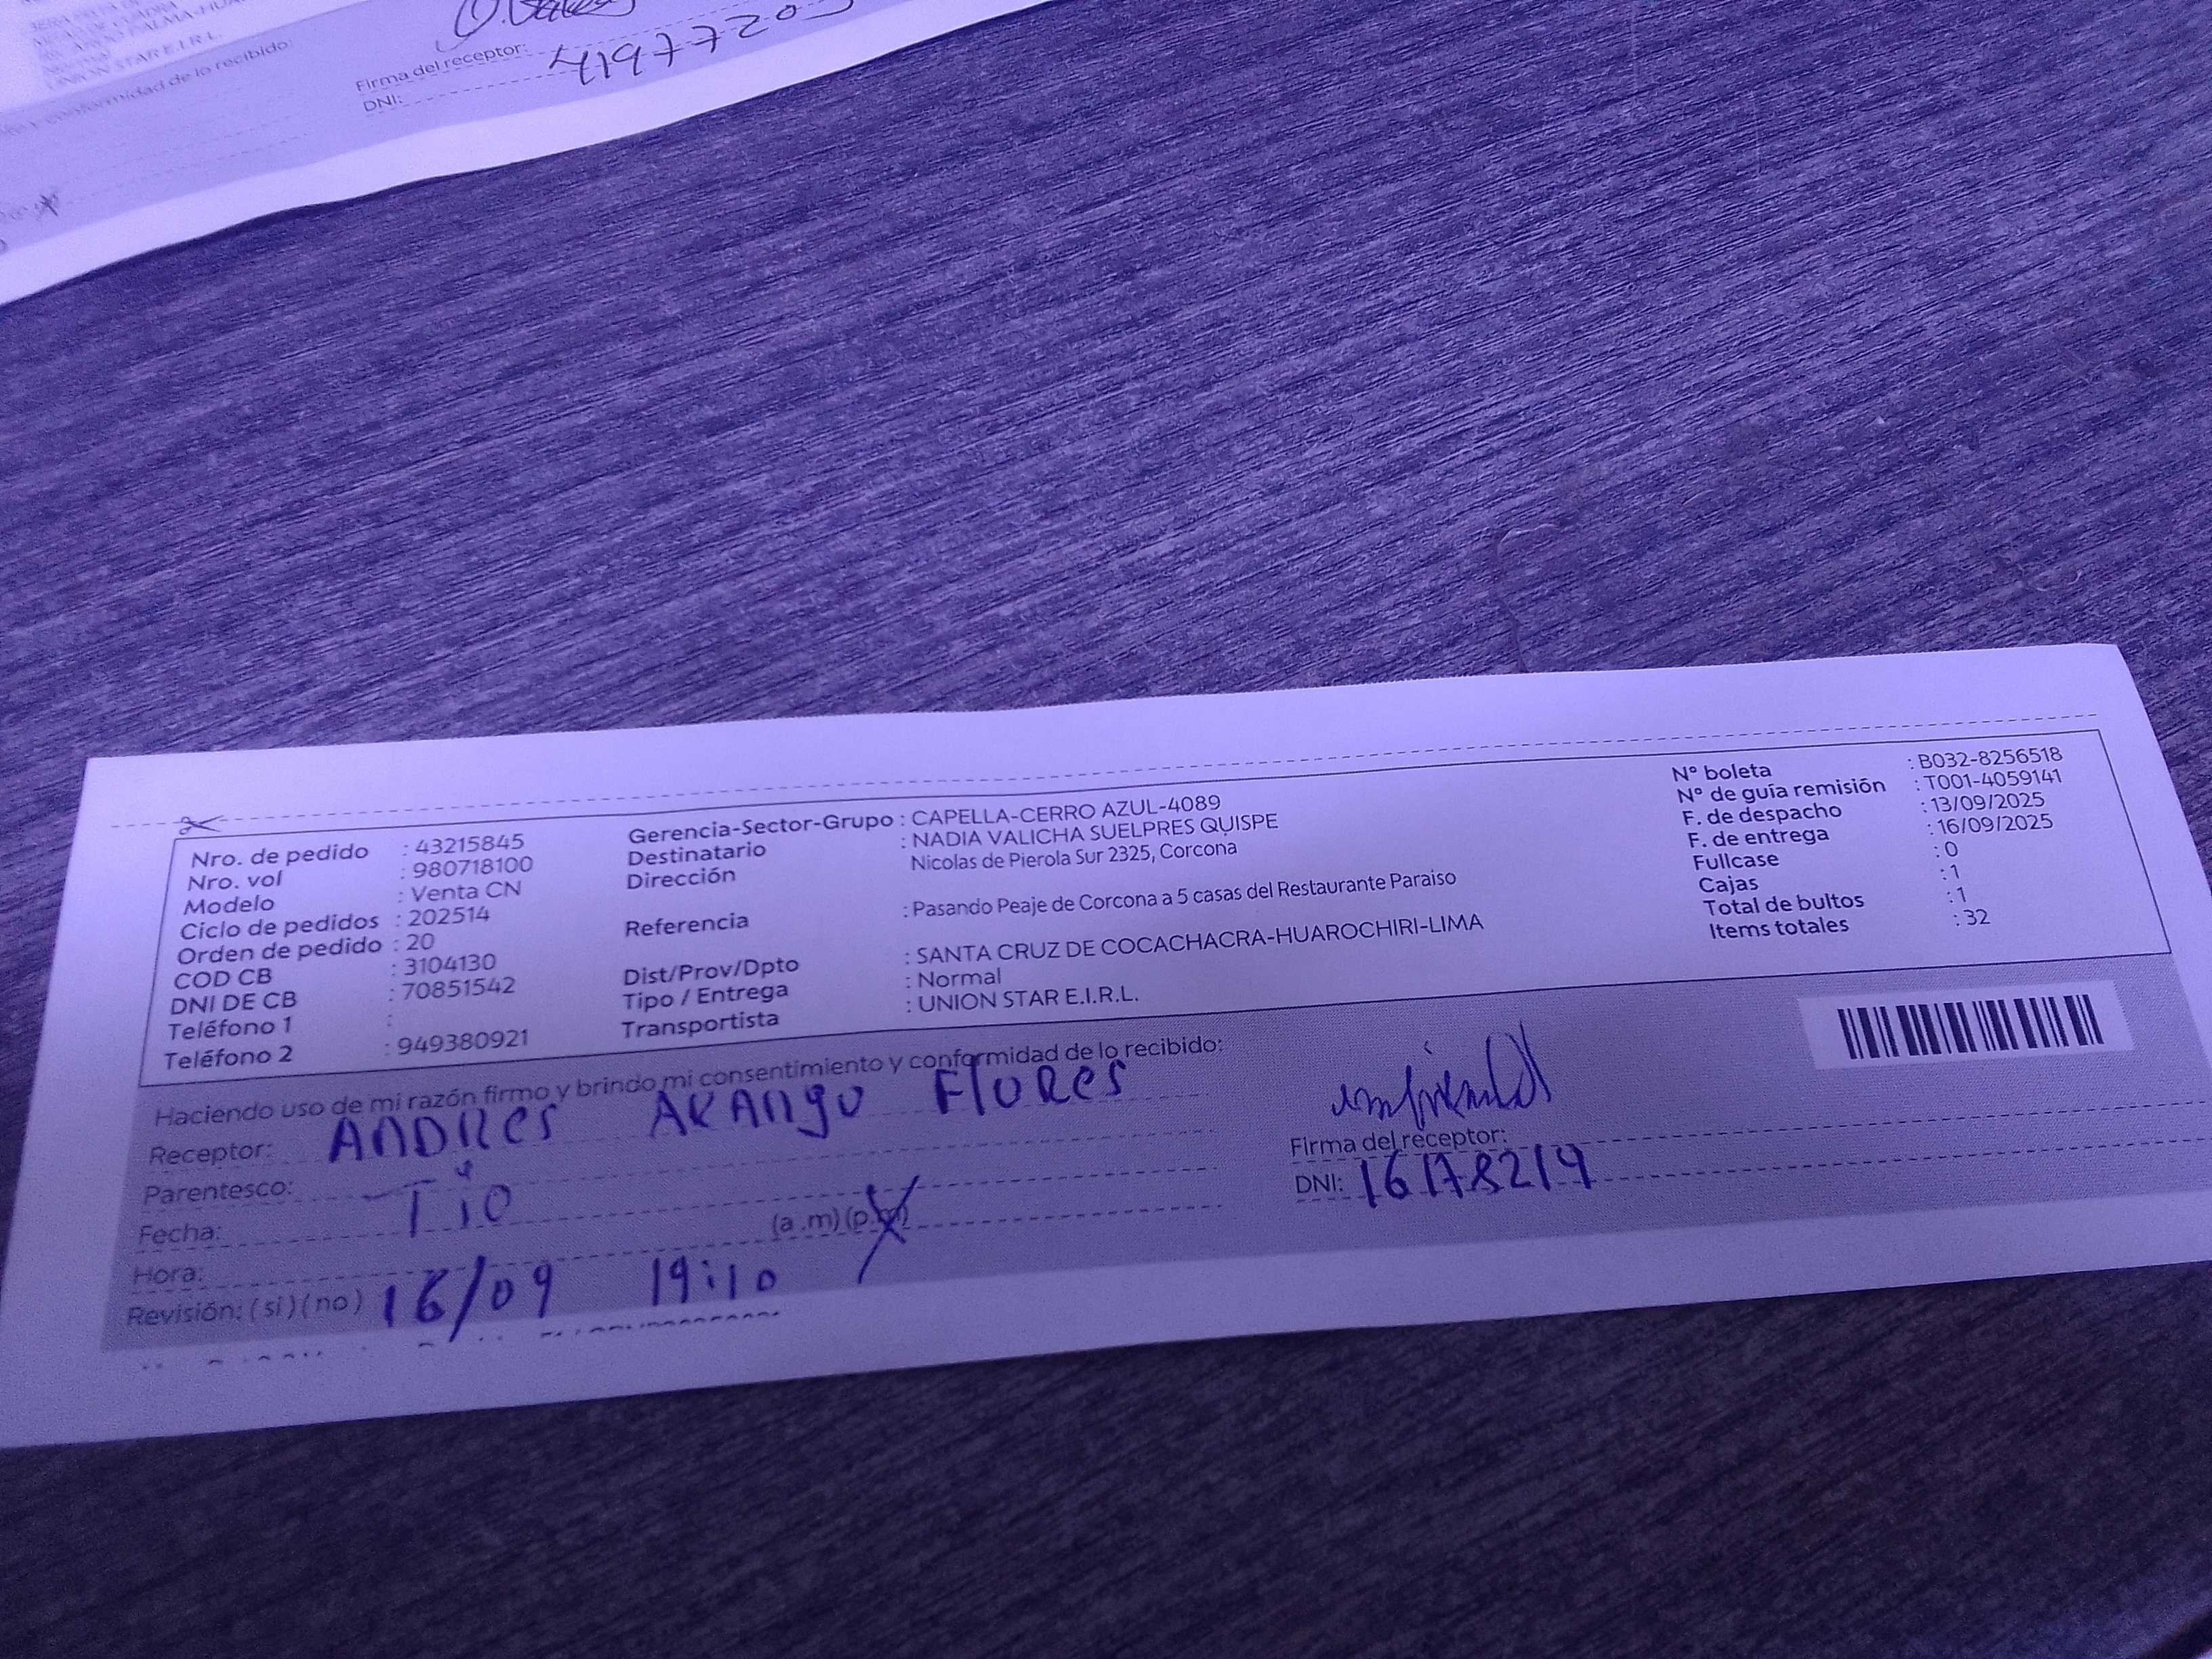 UNION STAR E.I.R.L.
conformidad de lo recibido:
Firma del receptor:
DNI: 4197720
Nro. de pedido : 43215845
Nro. vol : 980718100
Modelo : Venta CN
Ciclo de pedidos : 202514
Orden de pedido : 20
COD CB : 3104130
DNI DE CB : 70851542
Teléfono 1 :
Teléfono 2 : 949380921
Gerencia-Sector-Grupo : CAPELLA-CERRO AZUL-4089
Destinatario : NADIA VALICHA SUELPRES QUISPE
Dirección Nicolas de Pierola Sur 2325, Corcona
Referencia : Pasando Peaje de Corcona a 5 casas del Restaurante Paraiso
Dist/Prov/Dpto : SANTA CRUZ DE COCACHACRA-HUAROCHIRI-LIMA
Tipo / Entrega : Normal
Transportista : UNION STAR E.I.R.L.
N° boleta : B032-8256518
N° de guía remisión : T001-4059141
F. de despacho : 13/09/2025
F. de entrega : 16/09/2025
Fullcase : 0
Cajas : 1
Total de bultos : 1
Items totales : 32
Haciendo uso de mi razón firmo y brindo mi consentimiento y conformidad de lo recibido:
Receptor: ANDRES ARANGO FLORES
Parentesco:
Fecha: Tio
Hora: (a.m) (p.m)
Revisión: (si) (no) 16/09 19:10
Firma del receptor:
DNI: 16178219